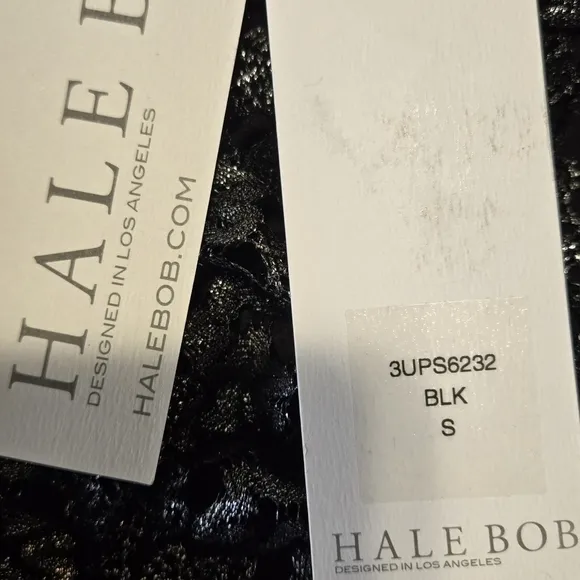 HALE B
DESIGNED IN LOS ANGELES
HALEBOB.COM
3UPS6232
BLK
S
HALE BOB
DESIGNED IN LOS ANGELES